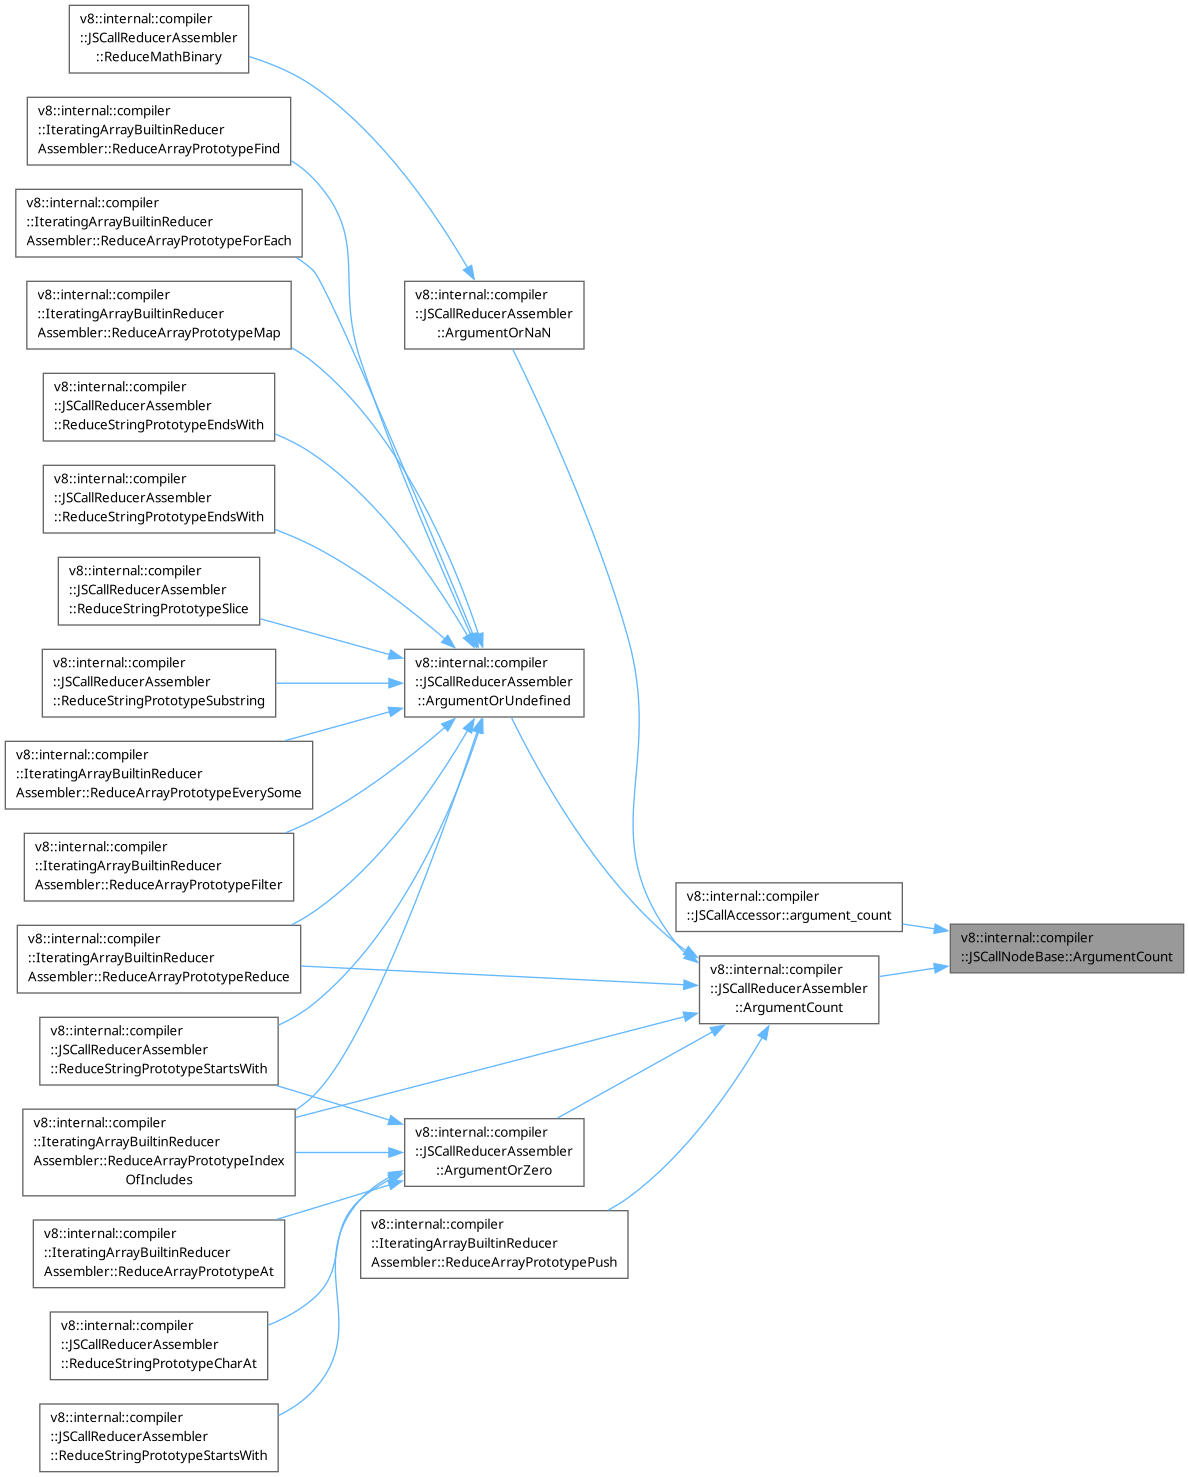 v8::internal::compiler
::JSCallReducerAssembler
::ReduceMathBinary
v8::internal::compiler
::IteratingArrayBuiltinReducer
Assembler::ReduceArrayPrototypeFind
v8::internal::compiler
::IteratingArrayBuiltinReducer
Assembler::ReduceArrayPrototypeForEach
v8::internal::compiler
::IteratingArrayBuiltinReducer
Assembler::ReduceArrayPrototypeMap
v8::internal::compiler
::JSCallReducerAssembler
::ArgumentOrNaN
v8::internal::compiler
::JSCallReducerAssembler
::ReduceStringPrototypeEndsWith
v8::internal::compiler
::JSCallReducerAssembler
::ReduceStringPrototypeEndsWith
v8::internal::compiler
::JSCallReducerAssembler
::ReduceStringPrototypeSlice
v8::internal::compiler
::JSCallReducerAssembler
::ReduceStringPrototypeSubstring
v8::internal::compiler
::JSCallReducerAssembler
::ArgumentOrUndefined
v8::internal::compiler
::IteratingArrayBuiltinReducer
Assembler::ReduceArrayPrototypeEverySome
v8::internal::compiler
::IteratingArrayBuiltinReducer
Assembler::ReduceArrayPrototypeFilter
v8::internal::compiler
::IteratingArrayBuiltinReducer
Assembler::ReduceArrayPrototypeReduce
v8::internal::compiler
::JSCallAccessor::argument_count
v8::internal::compiler
::JSCallNodeBase::ArgumentCount
v8::internal::compiler
::JSCallReducerAssembler
::ArgumentCount
v8::internal::compiler
::JSCallReducerAssembler
::ReduceStringPrototypeStartsWith
v8::internal::compiler
::IteratingArrayBuiltinReducer
Assembler::ReduceArrayPrototypeIndex
OfIncludes
v8::internal::compiler
::JSCallReducerAssembler
::ArgumentOrZero
v8::internal::compiler
::IteratingArrayBuiltinReducer
Assembler::ReduceArrayPrototypeAt
v8::internal::compiler
::IteratingArrayBuiltinReducer
Assembler::ReduceArrayPrototypePush
v8::internal::compiler
::JSCallReducerAssembler
::ReduceStringPrototypeCharAt
v8::internal::compiler
::JSCallReducerAssembler
::ReduceStringPrototypeStartsWith